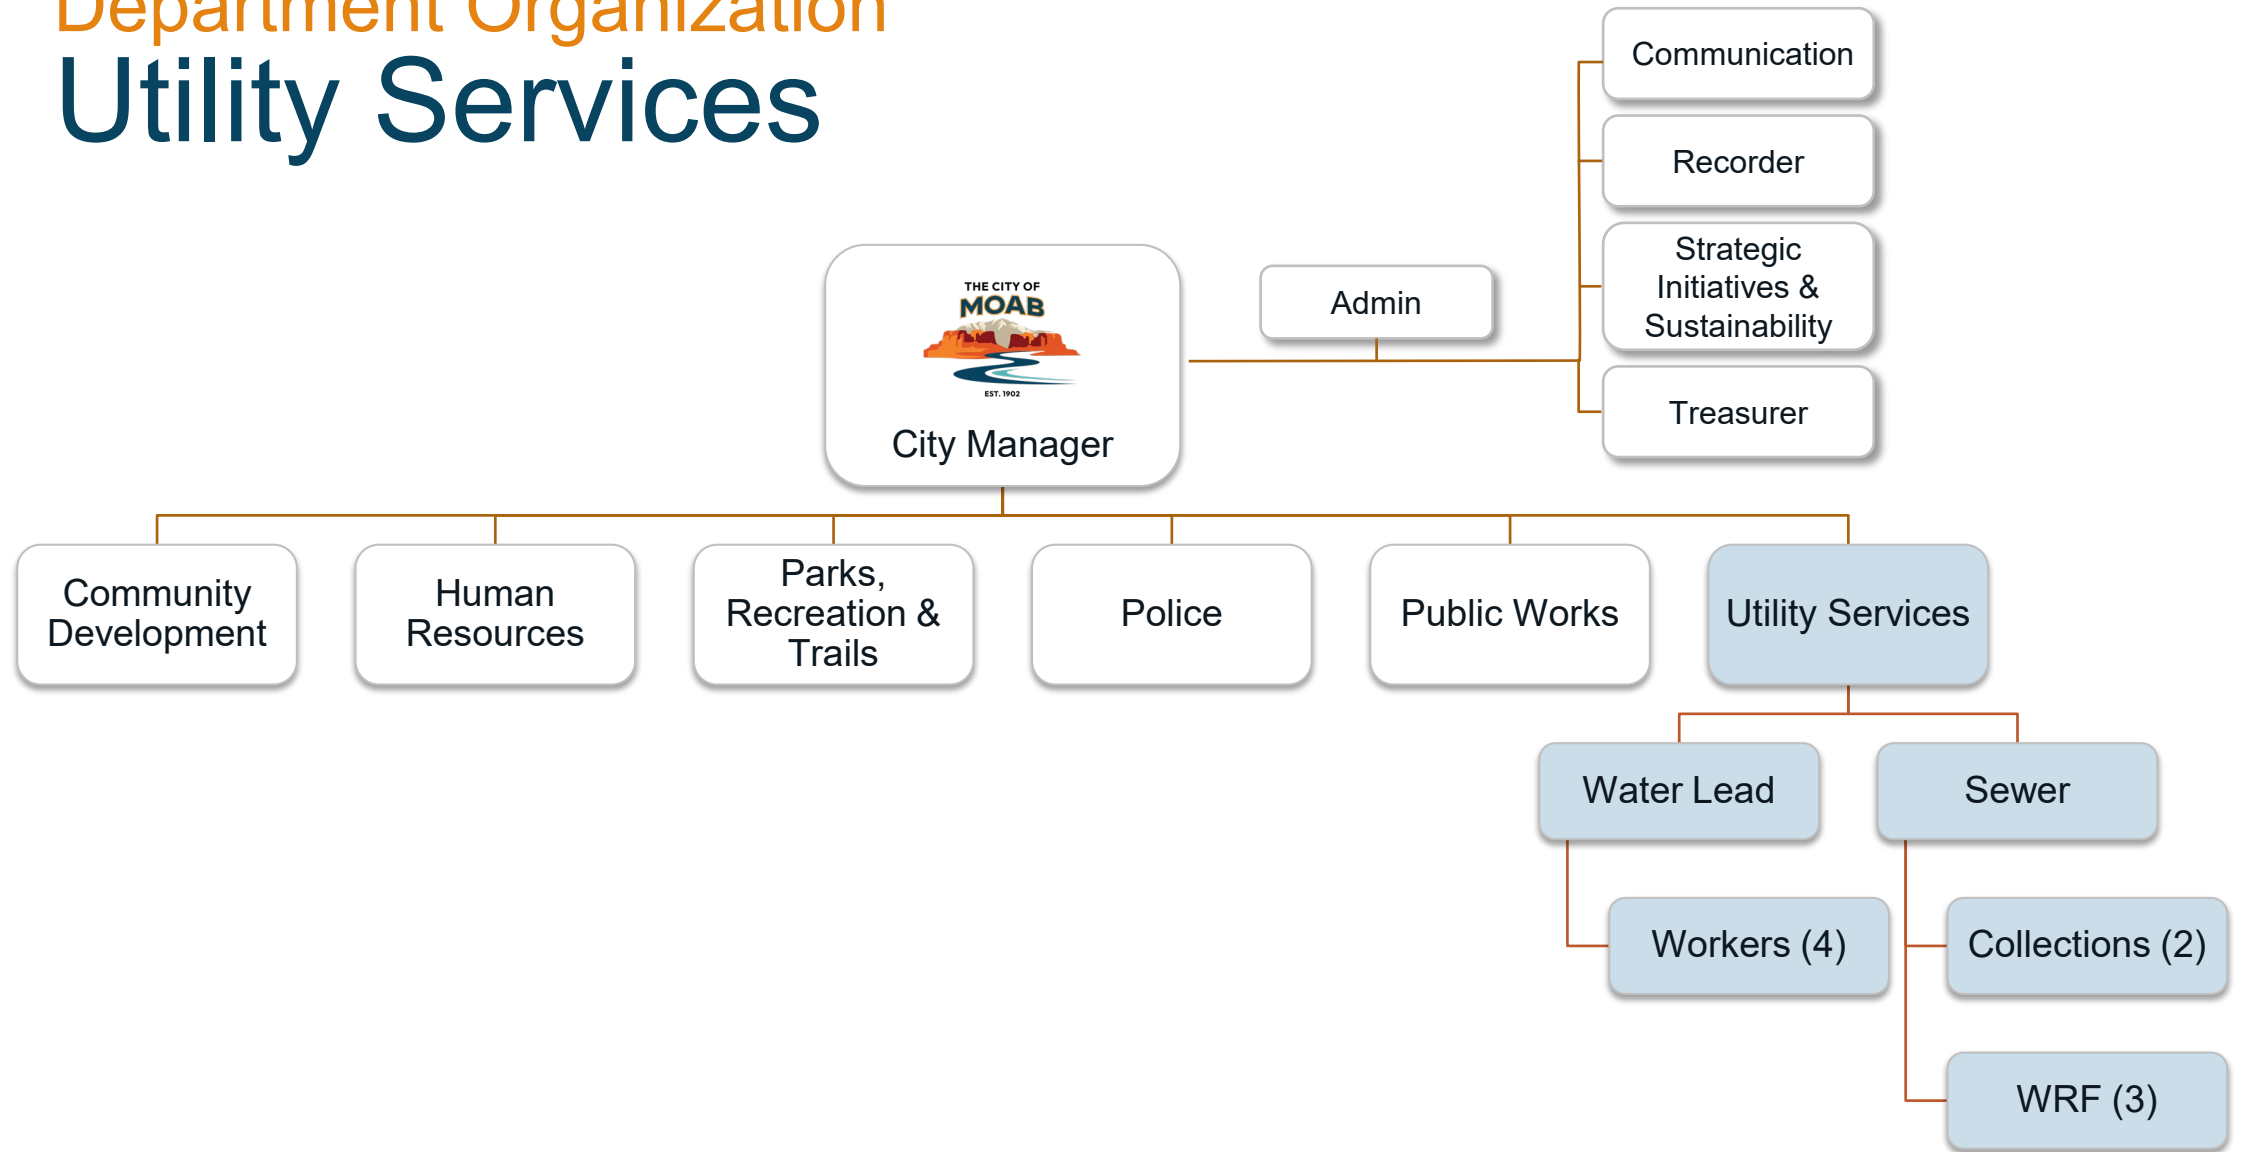 Department Organization
Utility Services
Communication
Recorder
Strategic
Initiatives &
Sustainability
Treasurer
Admin
THE CITY OF
MOAB
EST. 1902
City Manager
Community
Development
Human
Resources
Parks,
Recreation &
Trails
Police
Public Works
Utility Services
Water Lead
Sewer
Workers (4)
Collections (2)
WRF (3)